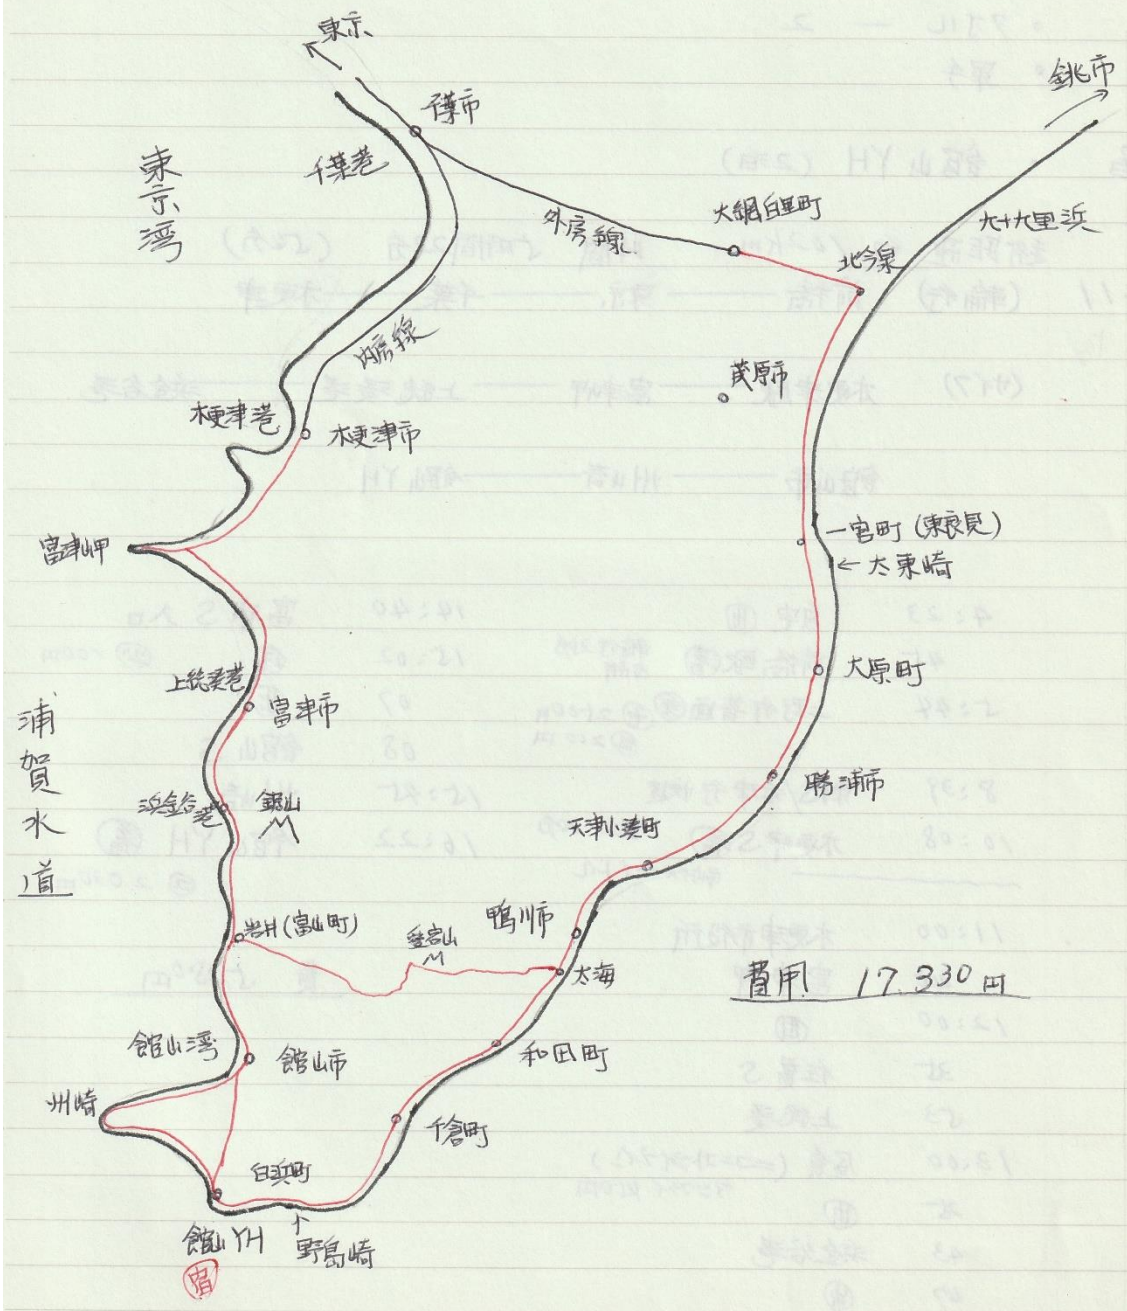 東京
千葉市
銚市
東京湾
千葉港
大網白里町
外房線
九十九里浜
北今泉
内房線
茂原市
木更津港
木更津市
富津岬
一宮町(東浪見)
←太東崎
大原町
上総湊港
富津市
浦賀水道
勝浦市
浜金谷港
鋸山
天津小湊町
鴨川市
岩井(富山町)
太海
費用 17.330円
館山湾
館山市
和田町
州崎
千倉町
白浜町
館山YH
野島崎
宿